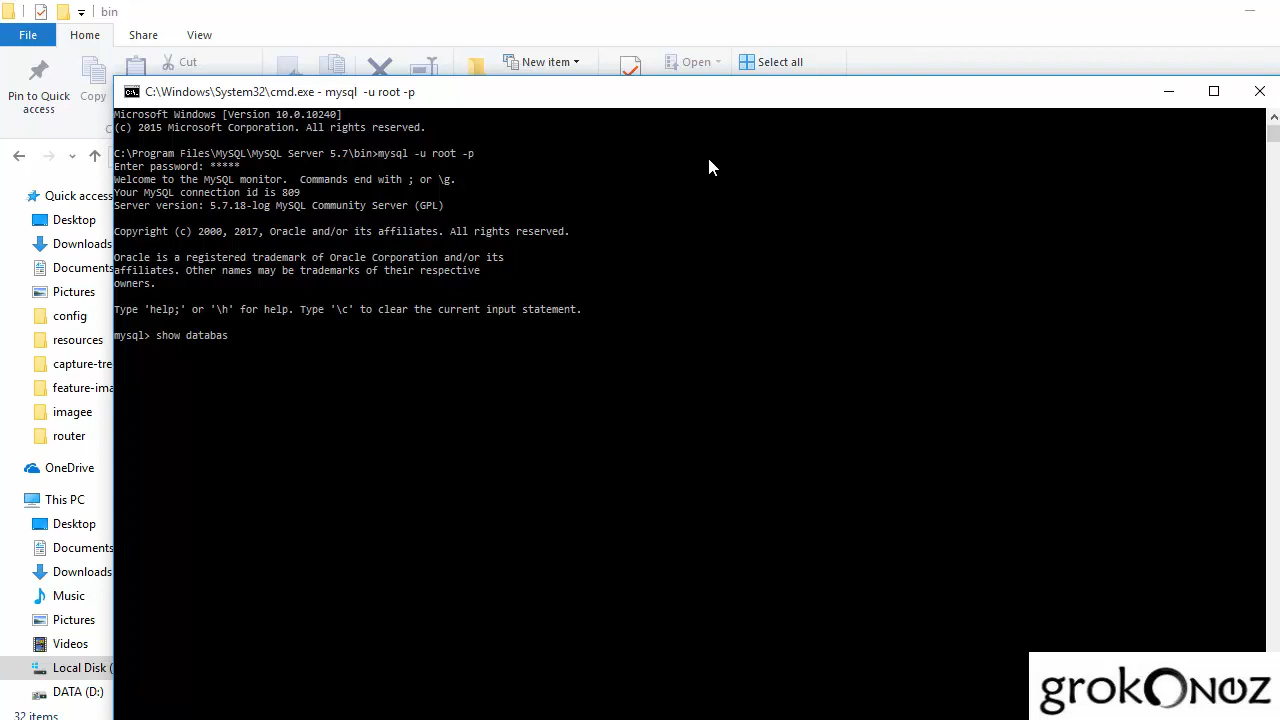 bin
File
Home
Share
View
Pin to Quick
access
Copy
Cut
New item
Open
Select all
C:\Windows\System32\cmd.exe - mysql -u root -p
Microsoft Windows [Version 10.0.10240]
(c) 2015 Microsoft Corporation. All rights reserved.
C:\Program Files\MySQL\MySQL Server 5.7\bin>mysql -u root -p
Enter password: *****
Welcome to the MySQL monitor.  Commands end with ; or \g.
Your MySQL connection id is 809
Server version: 5.7.18-log MySQL Community Server (GPL)
Copyright (c) 2000, 2017, Oracle and/or its affiliates. All rights reserved.
Oracle is a registered trademark of Oracle Corporation and/or its
affiliates. Other names may be trademarks of their respective
owners.
Type 'help;' or '\h' for help. Type '\c' to clear the current input statement.
mysql> show databas
Quick access
Desktop
Downloads
Documents
Pictures
config
resources
capture-tre
feature-ima
imagee
router
OneDrive
This PC
Desktop
Documents
Downloads
Music
Pictures
Videos
Local Disk (
DATA (D:)
32 items
grokonez